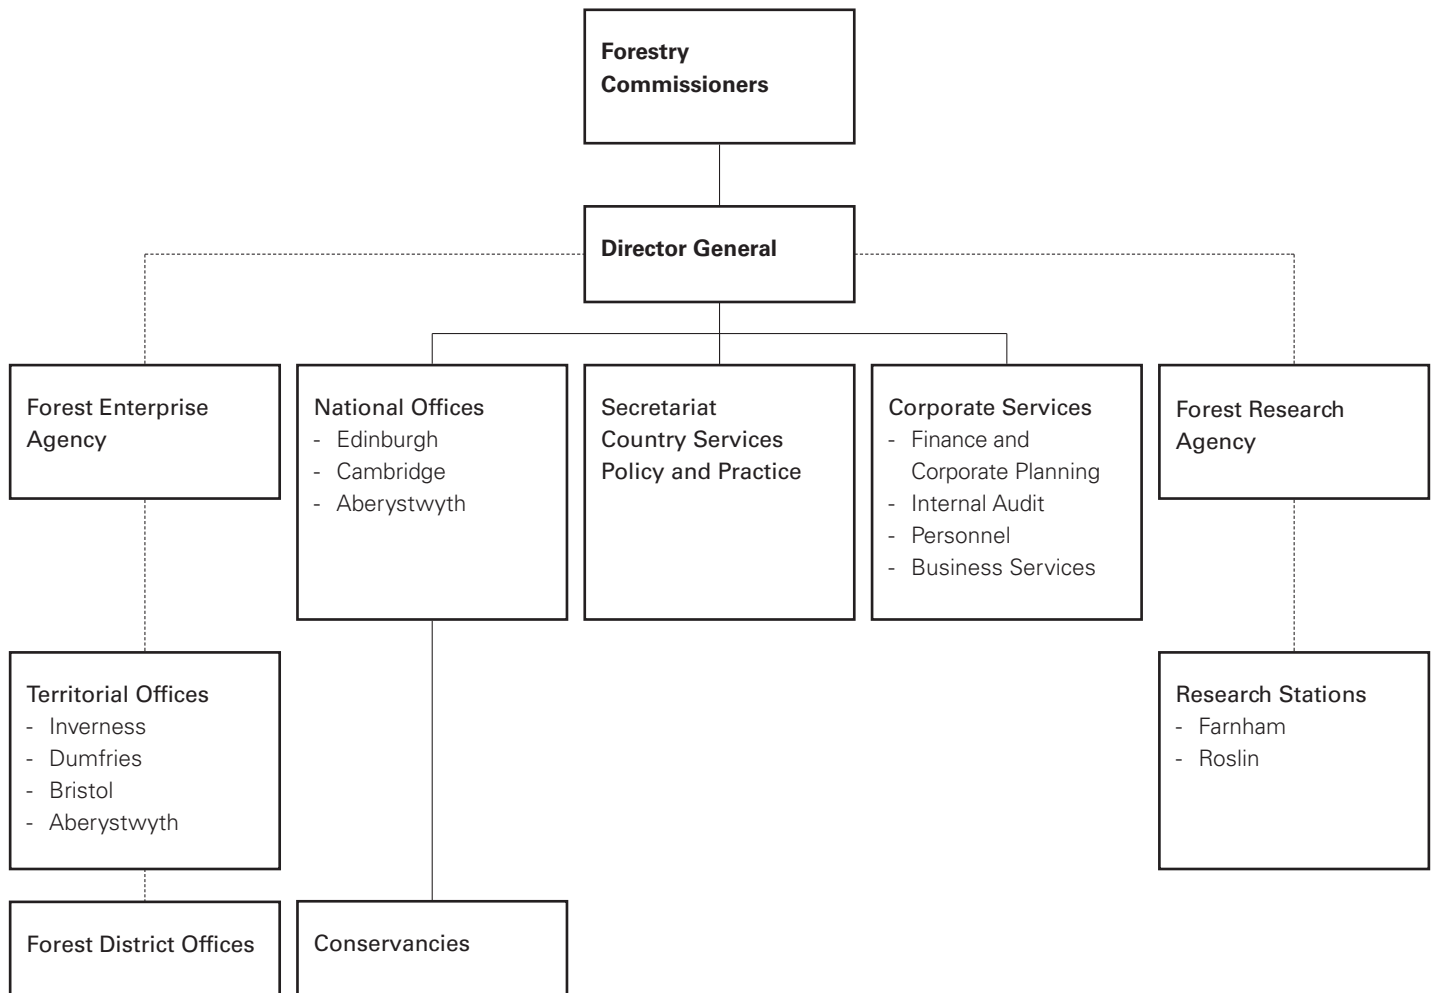 Forestry
Commissioners
Director General
Forest Enterprise
Agency
National Offices
- Edinburgh
- Cambridge
- Aberystwyth
Secretariat
Country Services
Policy and Practice
Corporate Services
- Finance and
Corporate Planning
- Internal Audit
- Personnel
- Business Services
Forest Research
Agency
Territorial Offices
- Inverness
- Dumfries
- Bristol
- Aberystwyth
Research Stations
- Farnham
- Roslin
Forest District Offices
Conservancies